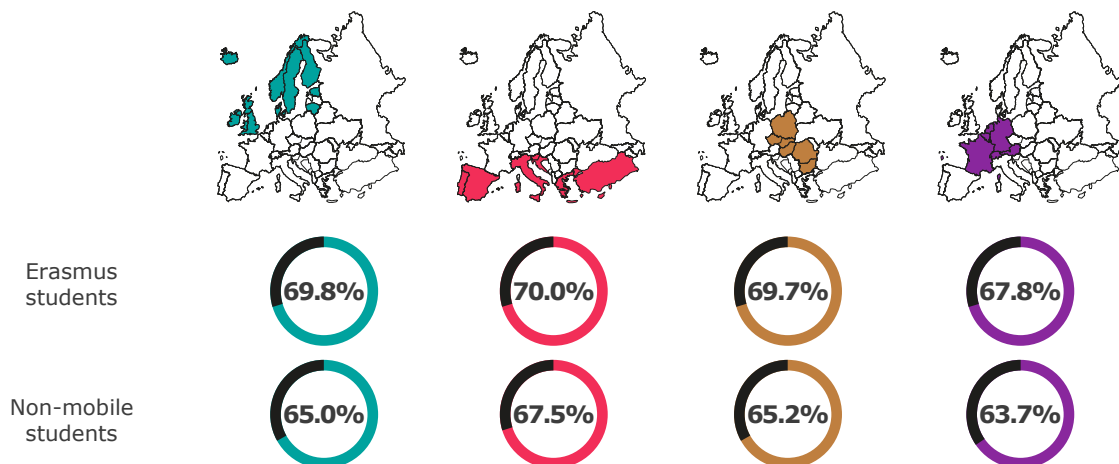 Erasmus
students
69.8%
70.0%
69.7%
67.8%
Non-mobile
students
65.0%
67.5%
65.2%
63.7%